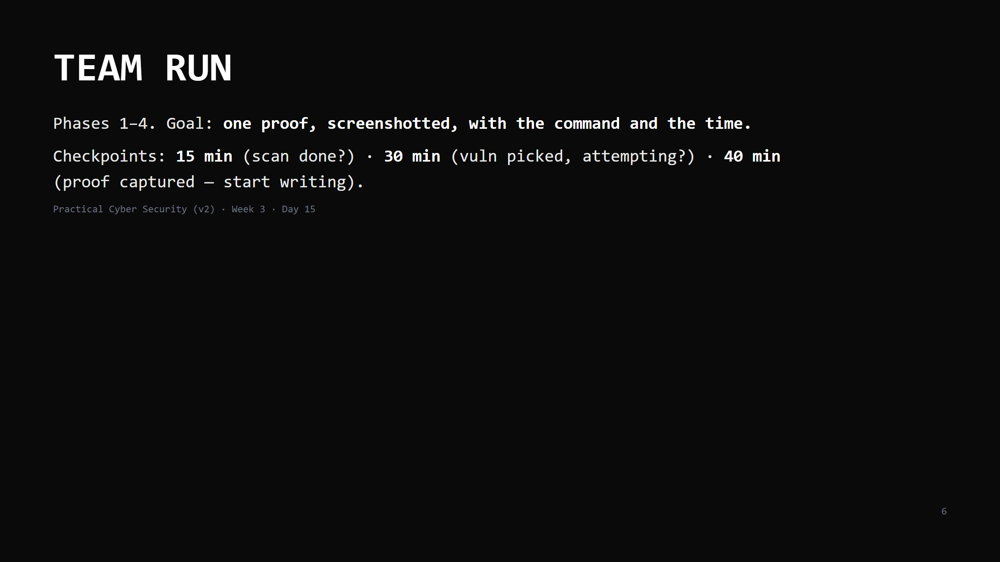 TEAM RUN
Phases 1–4. Goal: one proof, screenshotted, with the command and the time.
Checkpoints: 15 min (scan done?) · 30 min (vuln picked, attempting?) · 40 min
(proof captured — start writing).
Practical Cyber Security (v2) · Week 3 · Day 15
6